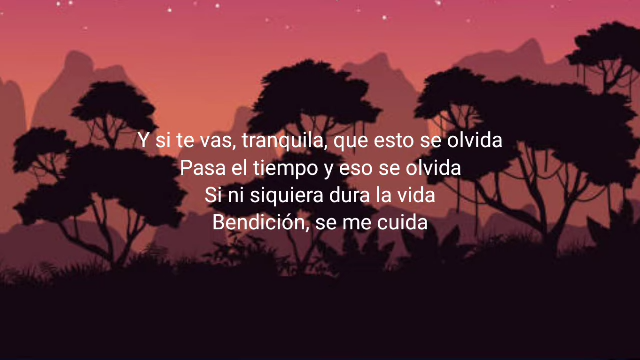 Y si te vas, tranquila, que esto se olvida
Pasa el tiempo y eso se olvida
Si ni siquiera dura la vida
Bendición, se me cuida